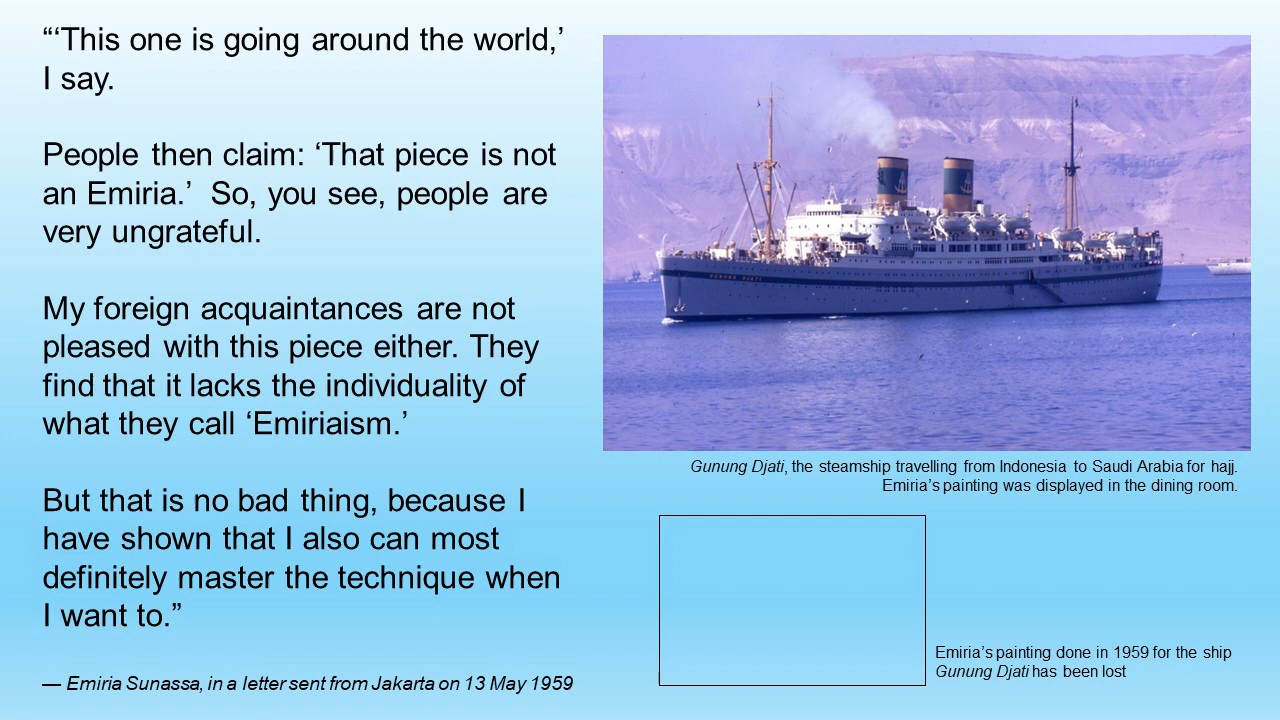 “‘This one is going around the world,’
I say.
People then claim: ‘That piece is not
an Emiria.’  So, you see, people are
very ungrateful.
My foreign acquaintances are not
pleased with this piece either. They
find that it lacks the individuality of
what they call ‘Emiriaism.’
But that is no bad thing, because I
have shown that I also can most
definitely master the technique when
I want to.”
— Emiria Sunassa, in a letter sent from Jakarta on 13 May 1959
GUNUNG DJATI
Gunung Djati, the steamship travelling from Indonesia to Saudi Arabia for hajj.
Emiria’s painting was displayed in the dining room.
Emiria’s painting done in 1959 for the ship
Gunung Djati has been lost